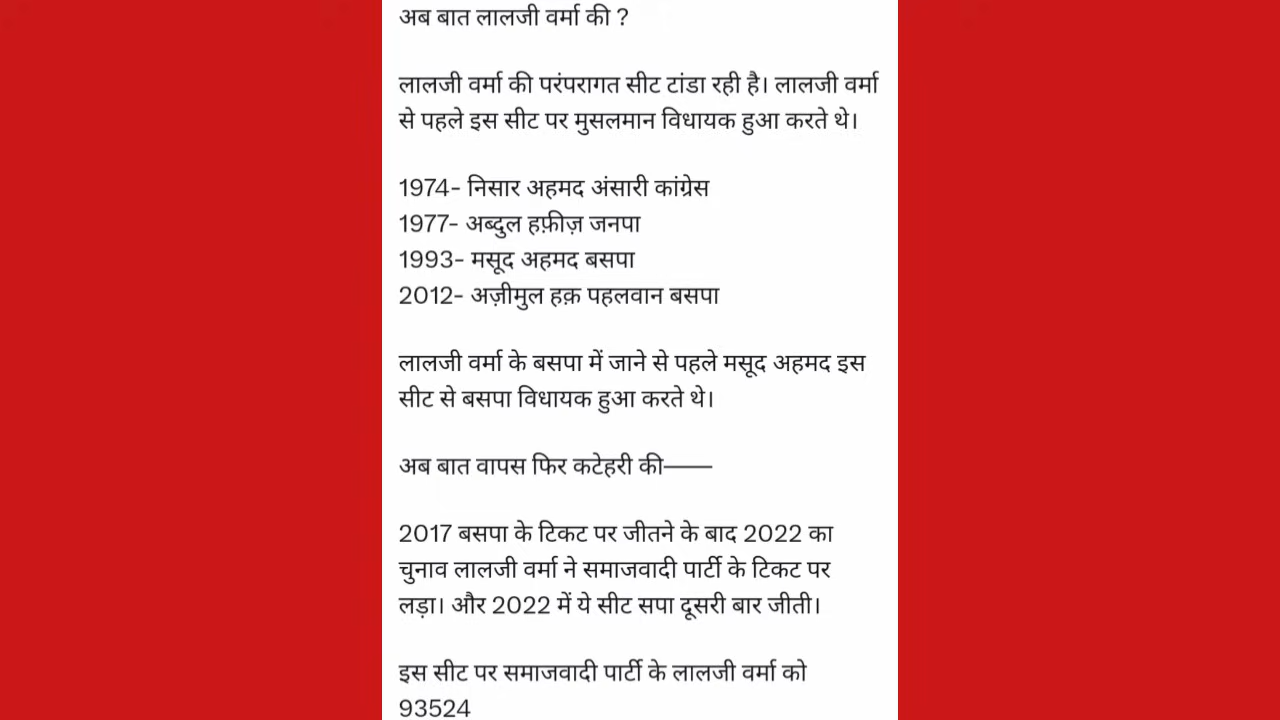 अब बात लालजी वर्मा की ?
लालजी वर्मा की परंपरागत सीट टांडा रही है। लालजी वर्मा
से पहले इस सीट पर मुसलमान विधायक हुआ करते थे।
1974- निसार अहमद अंसारी कांग्रेस
1977- अब्दुल हफ़ीज़ जनपा
1993- मसूद अहमद बसपा
2012- अज़ीमुल हक़ पहलवान बसपा
लालजी वर्मा के बसपा में जाने से पहले मसूद अहमद इस
सीट से बसपा विधायक हुआ करते थे।
अब बात वापस फिर कटेहरी की——
2017 बसपा के टिकट पर जीतने के बाद 2022 का
चुनाव लालजी वर्मा ने समाजवादी पार्टी के टिकट पर
लड़ा। और 2022 में ये सीट सपा दूसरी बार जीती।
इस सीट पर समाजवादी पार्टी के लालजी वर्मा को
93524